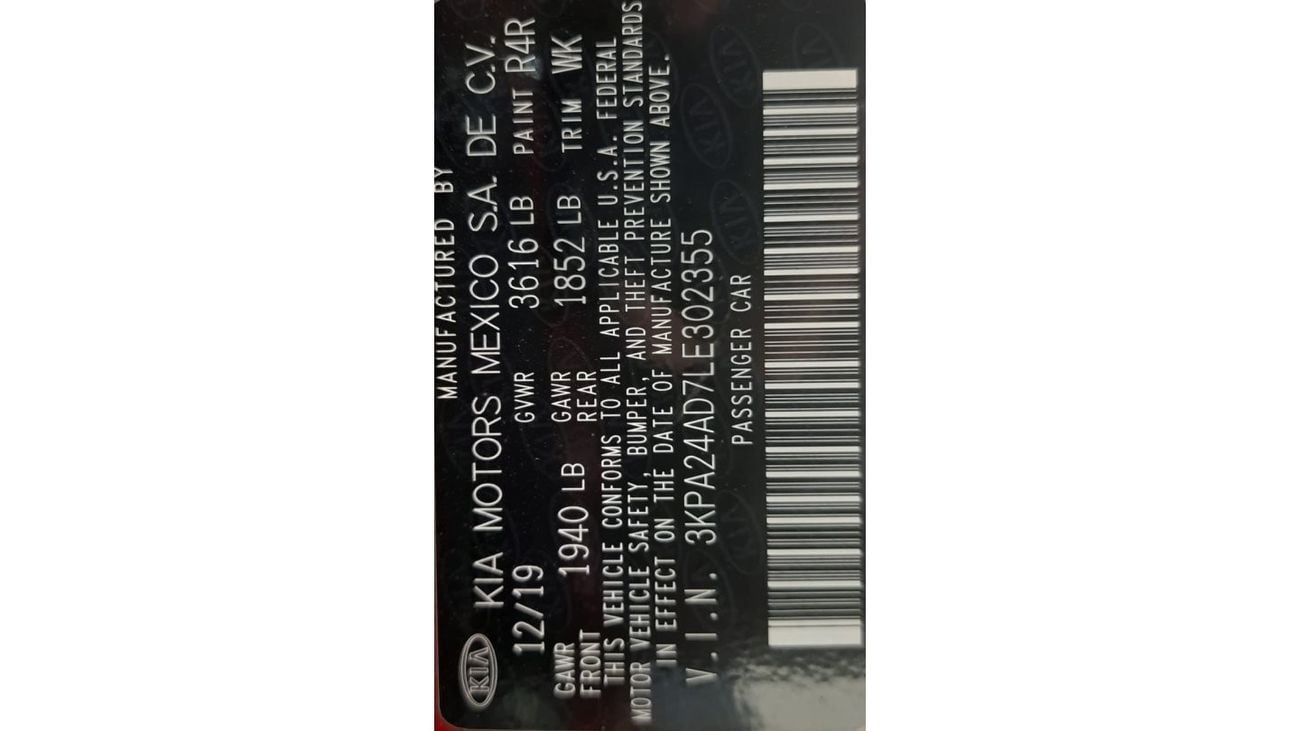 MANUFACTURED BY
KIA KIA MOTORS MEXICO S.A. DE C.V.
12/19 GVWR 3616 LB PAINT R4R
GAWR FRONT 1940 LB GAWR REAR 1852 LB TRIM WK
THIS VEHICLE CONFORMS TO ALL APPLICABLE U.S.A. FEDERAL
MOTOR VEHICLE SAFETY, BUMPER, AND THEFT PREVENTION STANDARDS
IN EFFECT ON THE DATE OF MANUFACTURE SHOWN ABOVE.
V.I.N. 3KPA24AD7LE302355
PASSENGER CAR